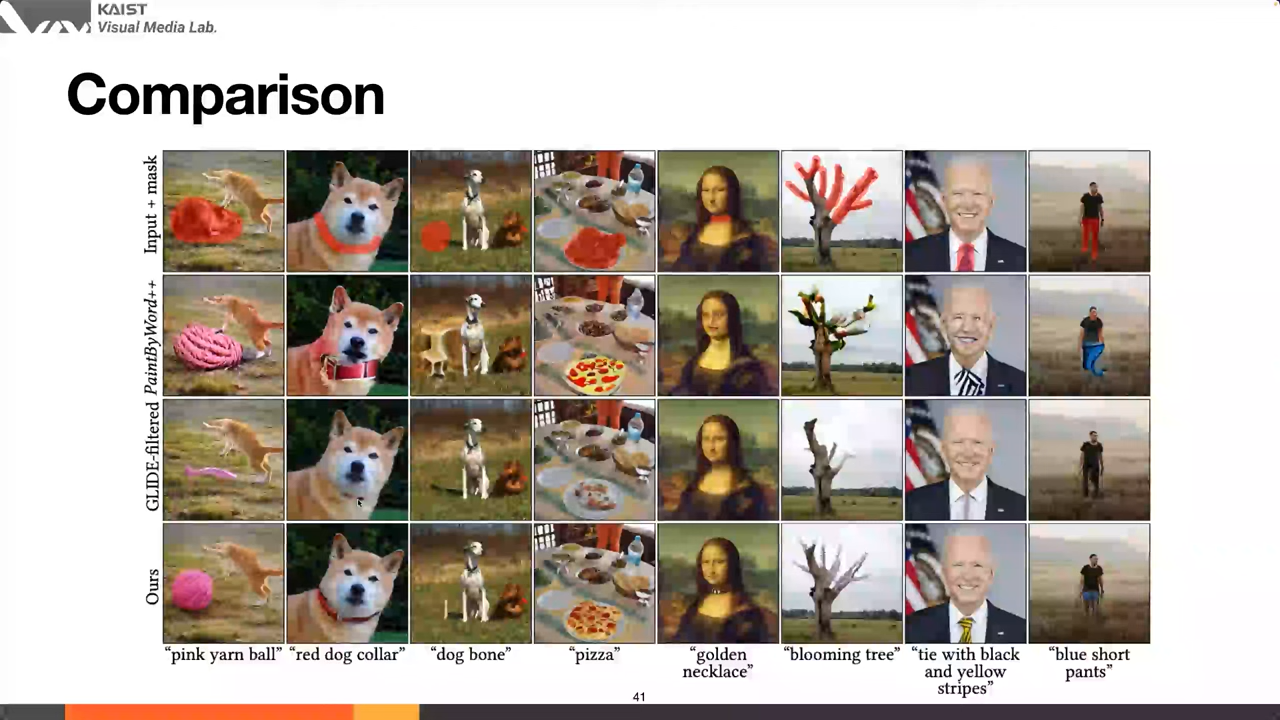 KAIST
Visual Media Lab.
Comparison
Input + mask
PaintByWord++
GLIDE-filtered
Ours
“pink yarn ball”
“red dog collar”
“dog bone”
“pizza”
“golden
necklace”
“blooming tree”
“tie with black
and yellow
stripes”
“blue short
pants”
41